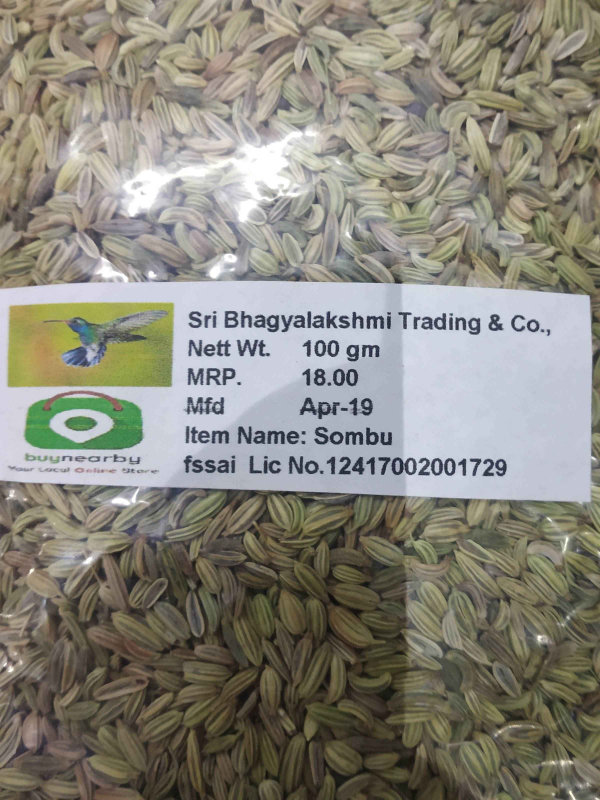 Sri Bhagyalakshmi Trading & Co.,
Nett Wt. 100 gm
MRP. 18.00
Mfd Apr-19
Item Name: Sombu
fssai Lic No.12417002001729
buynearby
Your Local Online Store